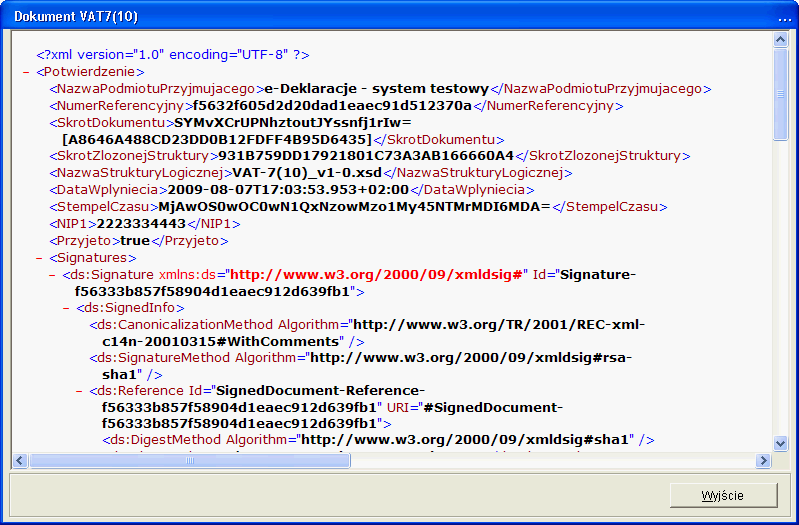 Dokument VAT7(10)
...
<?xml version="1.0" encoding="UTF-8" ?>
– <Potwierdzenie>
<NazwaPodmiotuPrzyjmujacego>e-Deklaracje - system testowy</NazwaPodmiotuPrzyjmujacego>
<NumerReferencyjny>f5632f605d2d20dad1eaec91d512370a</NumerReferencyjny>
<SkrotDokumentu>SYMvXCrUPNhztoutJYssnfj1rIw=
[A8646A488CD23DD0B12FDFF4B95D6435]</SkrotDokumentu>
<SkrotZlozonejStruktury>931B759DD17921801C73A3AB166660A4</SkrotZlozonejStruktury>
<NazwaStrukturyLogicznej>VAT-7(10)_v1-0.xsd</NazwaStrukturyLogicznej>
<DataWplyniecia>2009-08-07T17:03:53.953+02:00</DataWplyniecia>
<StempelCzasu>MjAwOS0wOC0wN1QxNzowMzo1My45NTMrMDI6MDA=</StempelCzasu>
<NIP1>2223334443</NIP1>
<Przyjeto>true</Przyjeto>
– <Signatures>
– <ds:Signature xmlns:ds="http://www.w3.org/2000/09/xmldsig#" Id="Signature-
f56333b857f58904d1eaec912d639fb1">
– <ds:SignedInfo>
<ds:CanonicalizationMethod Algorithm="http://www.w3.org/TR/2001/REC-xml-
c14n-20010315#WithComments" />
<ds:SignatureMethod Algorithm="http://www.w3.org/2000/09/xmldsig#rsa-
sha1" />
– <ds:Reference Id="SignedDocument-Reference-
f56333b857f58904d1eaec912d639fb1" URI="#SignedDocument-
f56333b857f58904d1eaec912d639fb1">
<ds:DigestMethod Algorithm="http://www.w3.org/2000/09/xmldsig#sha1" />
Wyjście